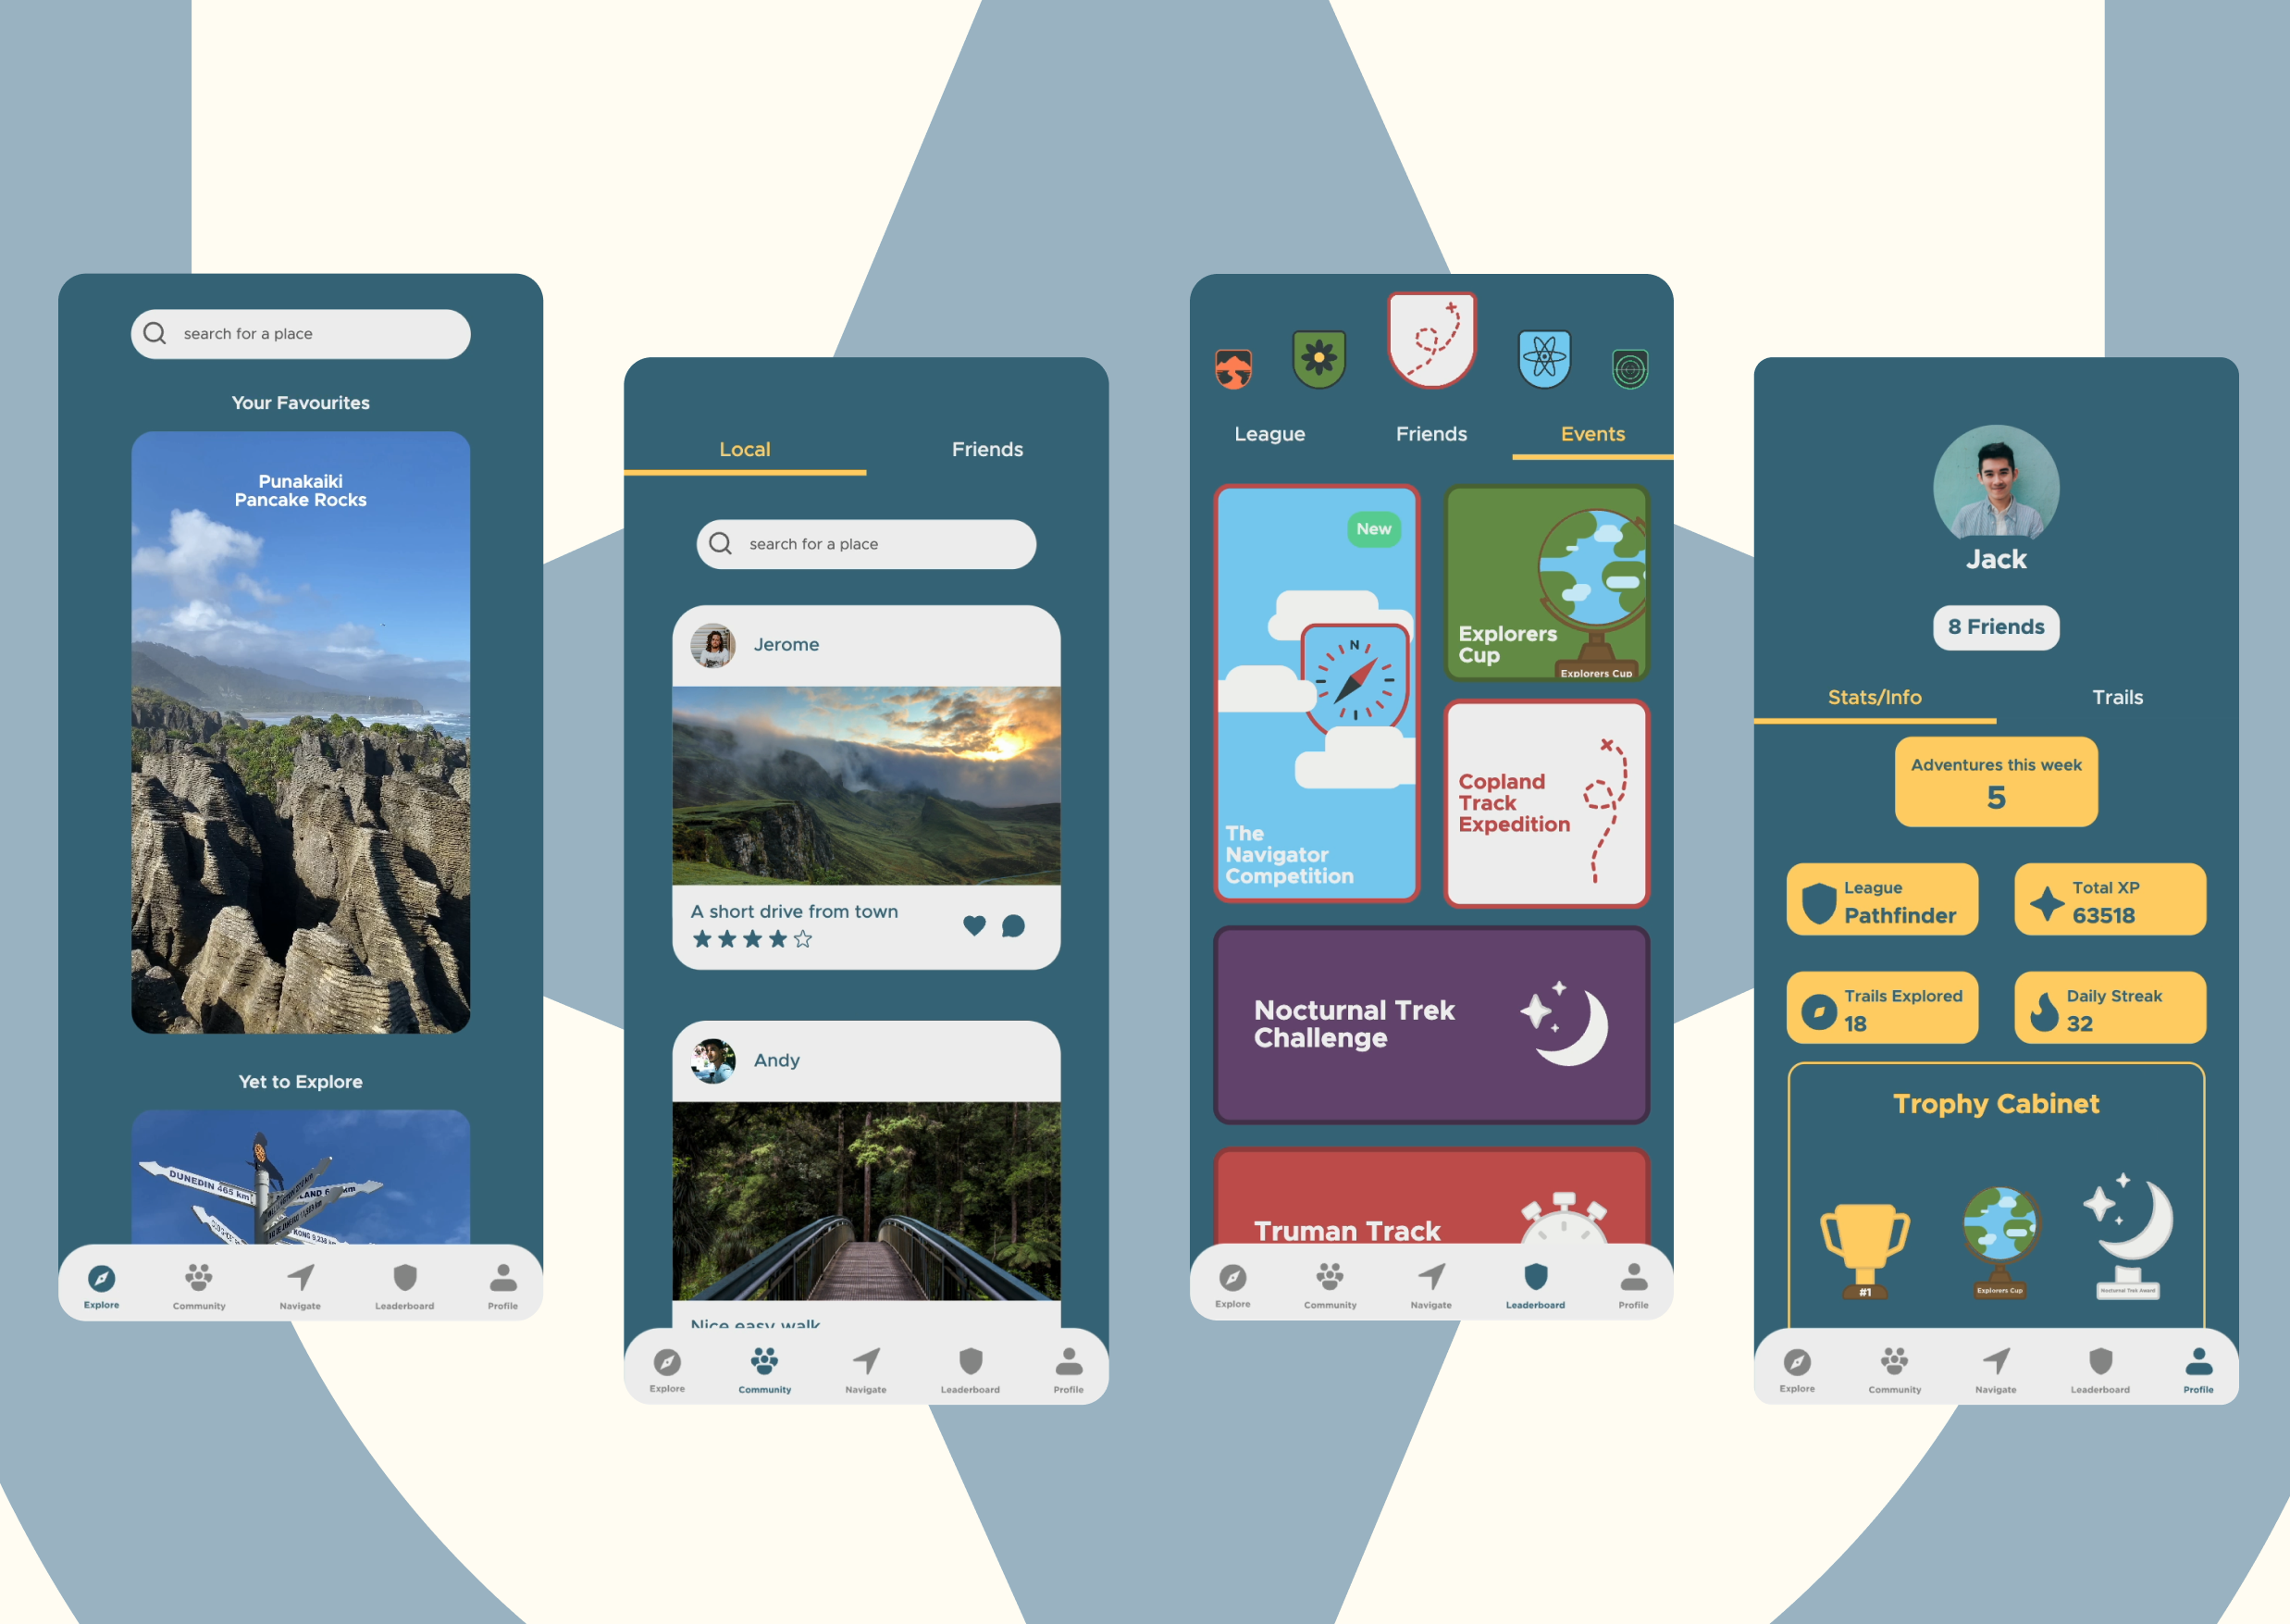 search for a place
Your Favourites
Punakaiki
Pancake Rocks
Yet to Explore
DUNEDIN 465 km
Explore
Community
Navigate
Leaderboard
Profile
Local
Friends
search for a place
Jerome
A short drive from town
Andy
Nice easy walk
Explore
Community
Navigate
Leaderboard
Profile
League
Friends
Events
New
N
The
Navigator
Competition
Explorers
Cup
Explorers Cup
Copland
Track
Expedition
Nocturnal Trek
Challenge
Truman Track
Explore
Community
Navigate
Leaderboard
Profile
Jack
8 Friends
Stats/Info
Trails
Adventures this week
5
League
Pathfinder
Total XP
63518
Trails Explored
18
Daily Streak
32
Trophy Cabinet
#1
Explorers Cup
Nocturnal Trek Award
Explore
Community
Navigate
Leaderboard
Profile